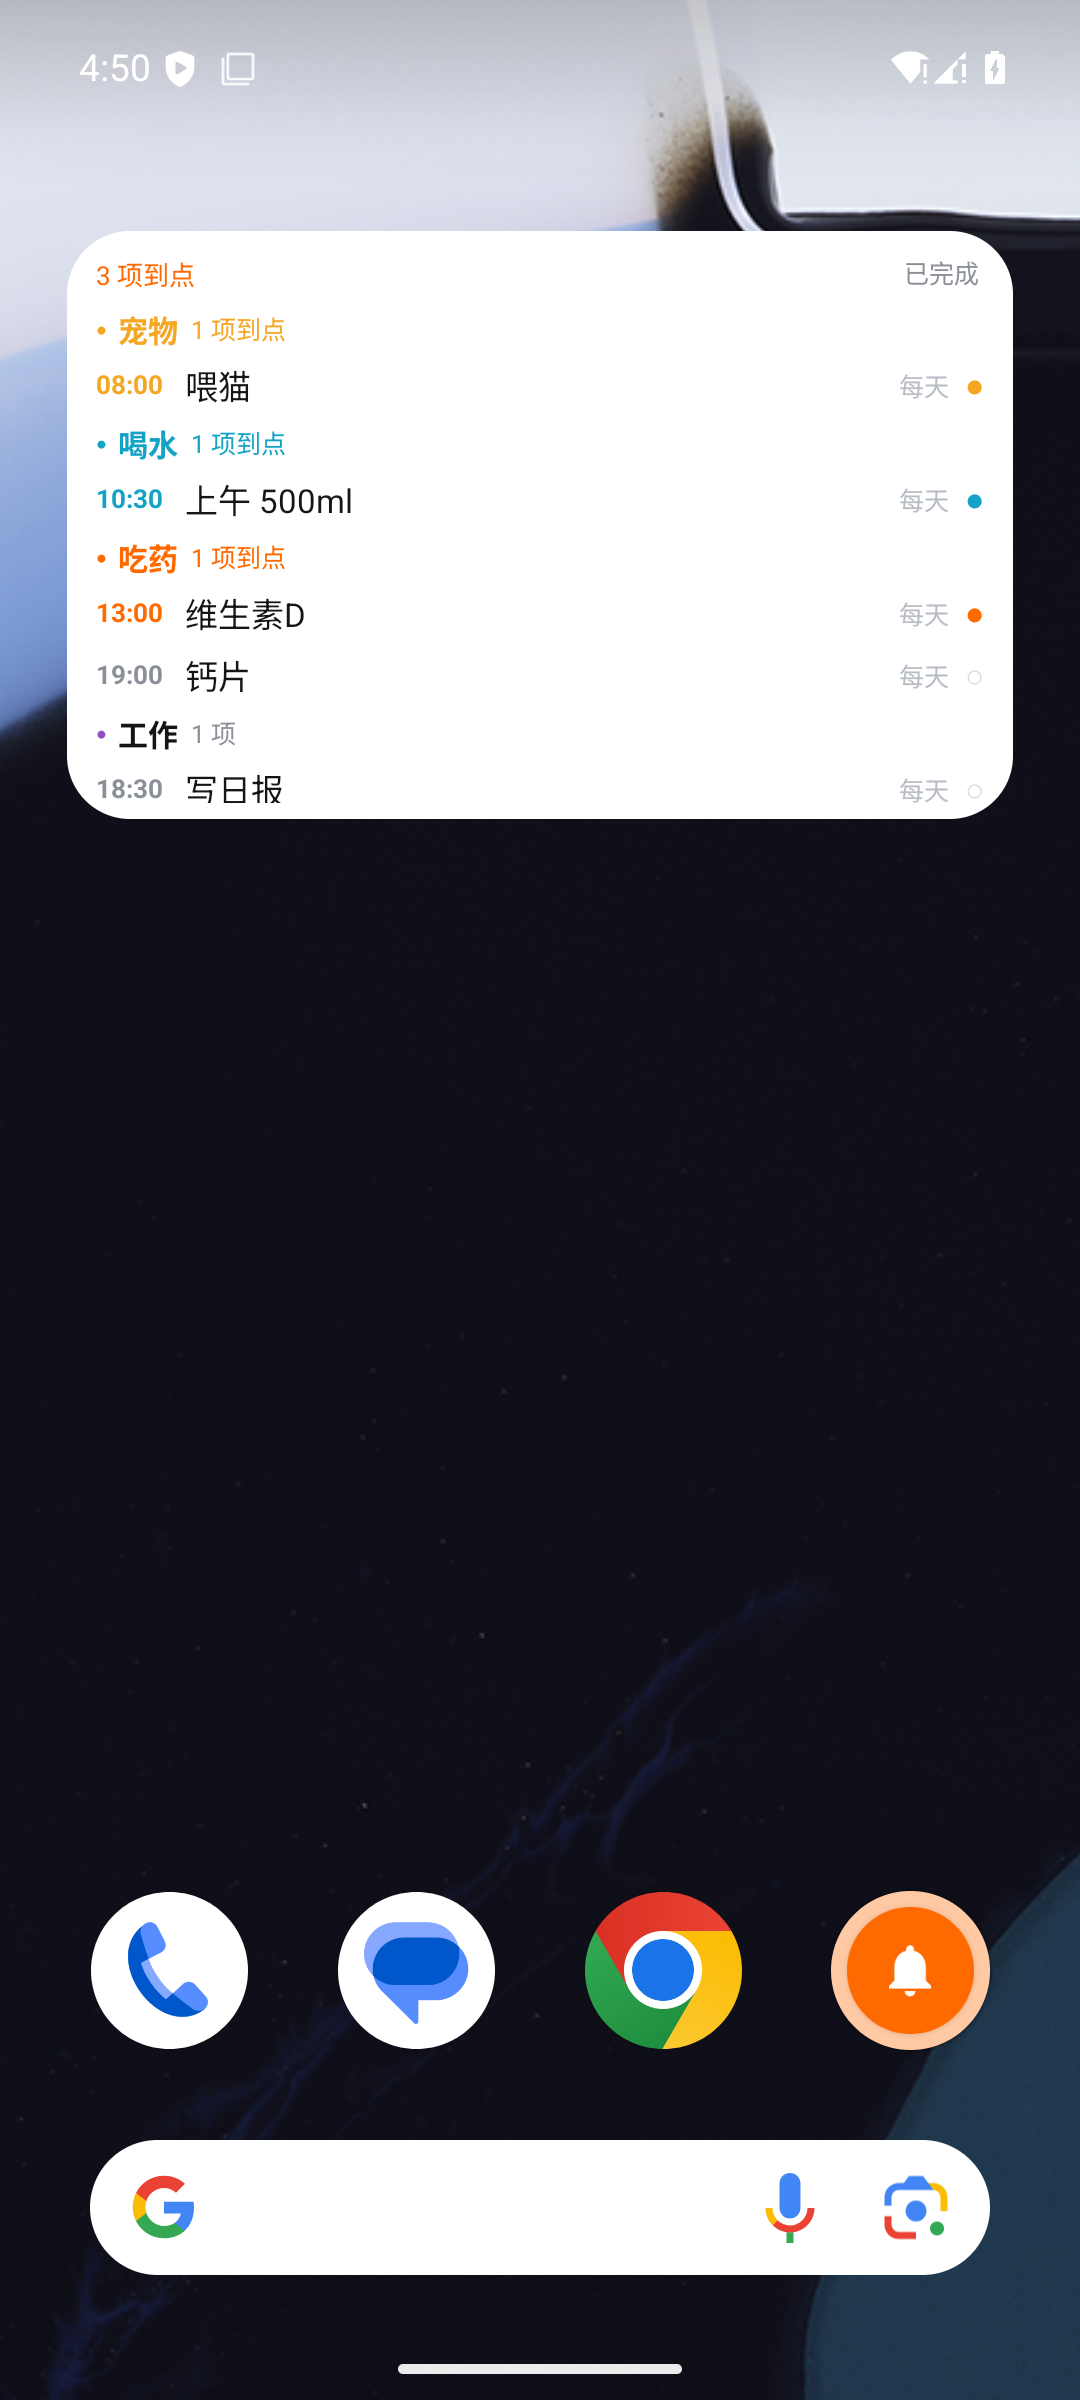 4:50
3 项到点 已完成
• 宠物 1 项到点
08:00 喂猫 每天
• 喝水 1 项到点
10:30 上午 500ml 每天
• 吃药 1 项到点
13:00 维生素D 每天
19:00 钙片 每天
• 工作 1 项
18:30 写日报 每天